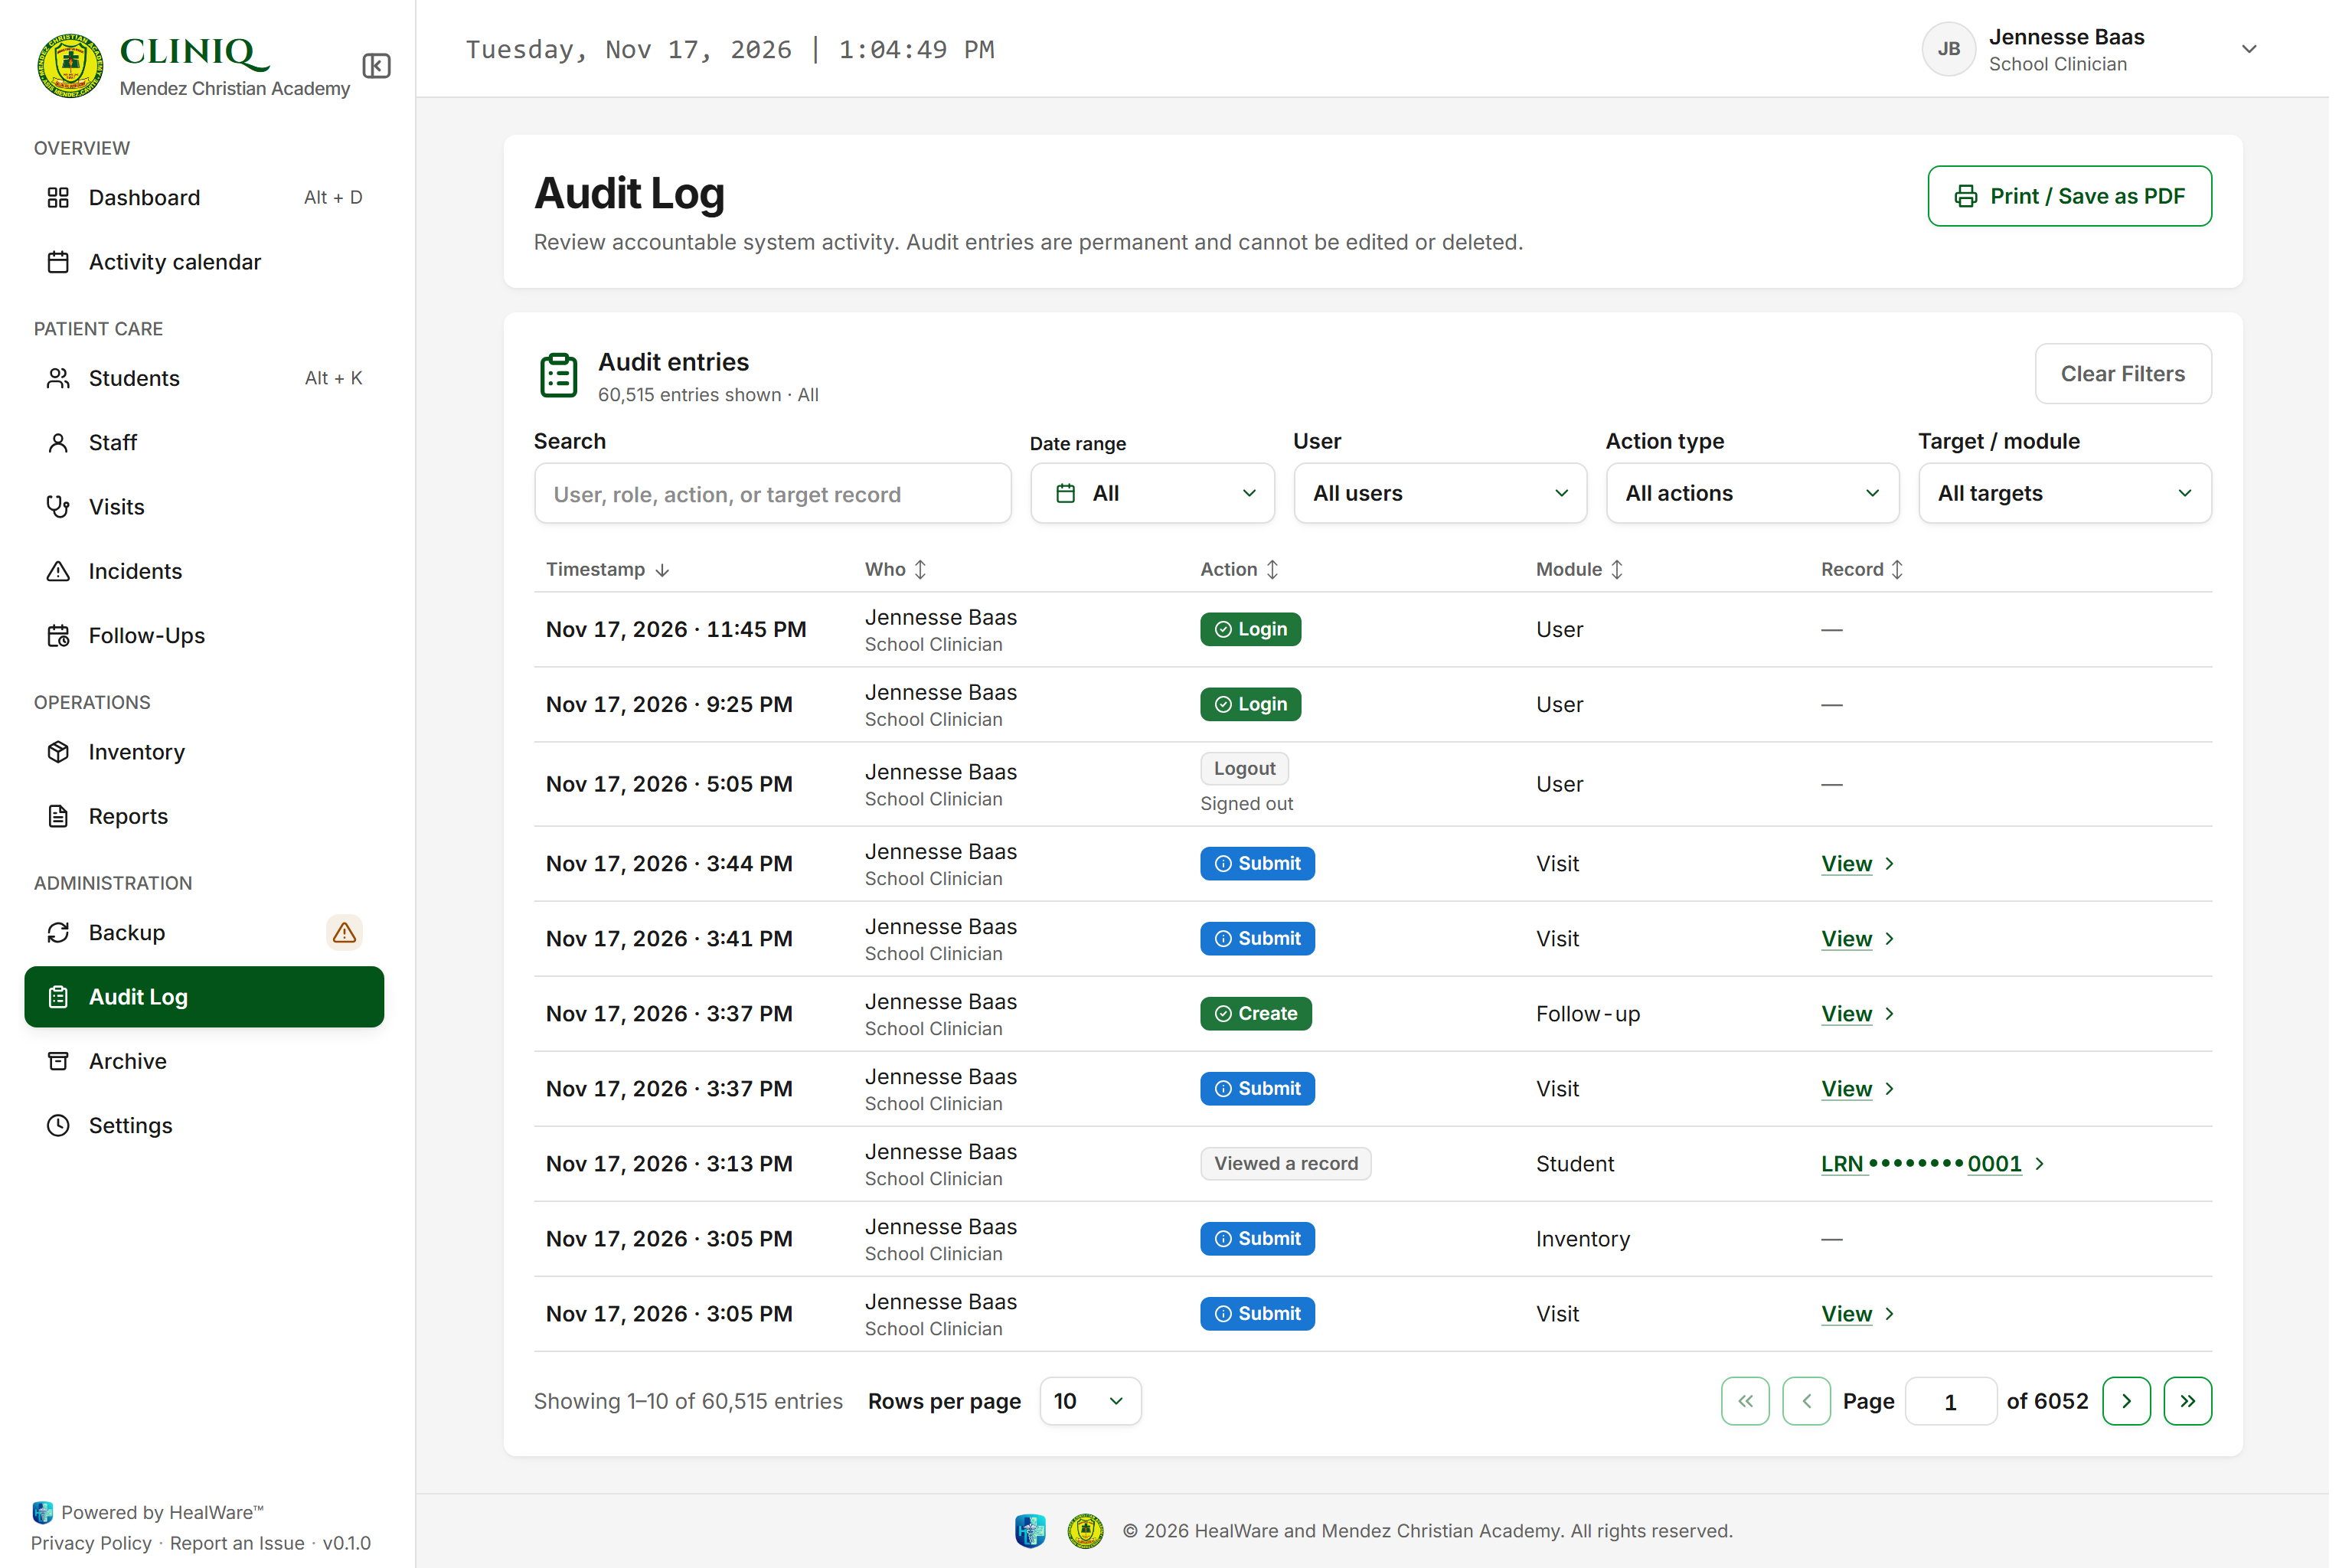 CLINIQ
Mendez Christian Academy
OVERVIEW
Dashboard Alt + D
Activity calendar
PATIENT CARE
Students Alt + K
Staff
Visits
Incidents
Follow-Ups
OPERATIONS
Inventory
Reports
ADMINISTRATION
Backup
Audit Log
Archive
Settings
Powered by HealWare™
Privacy Policy · Report an Issue · v0.1.0
Tuesday, Nov 17, 2026 | 1:04:49 PM
JB
Jennesse Baas
School Clinician
Audit Log
Review accountable system activity. Audit entries are permanent and cannot be edited or deleted.
Print / Save as PDF
Audit entries
60,515 entries shown · All
Clear Filters
Search Date range User Action type Target / module
User, role, action, or target record All All users All actions All targets
Timestamp Who Action Module Record
Nov 17, 2026 · 11:45 PM Jennesse Baas School Clinician Login User —
Nov 17, 2026 · 9:25 PM Jennesse Baas School Clinician Login User —
Nov 17, 2026 · 5:05 PM Jennesse Baas School Clinician Logout Signed out User —
Nov 17, 2026 · 3:44 PM Jennesse Baas School Clinician Submit Visit View
Nov 17, 2026 · 3:41 PM Jennesse Baas School Clinician Submit Visit View
Nov 17, 2026 · 3:37 PM Jennesse Baas School Clinician Create Follow-up View
Nov 17, 2026 · 3:37 PM Jennesse Baas School Clinician Submit Visit View
Nov 17, 2026 · 3:13 PM Jennesse Baas School Clinician Viewed a record Student LRN ••••••••0001
Nov 17, 2026 · 3:05 PM Jennesse Baas School Clinician Submit Inventory —
Nov 17, 2026 · 3:05 PM Jennesse Baas School Clinician Submit Visit View
Showing 1–10 of 60,515 entries Rows per page 10 Page 1 of 6052
© 2026 HealWare and Mendez Christian Academy. All rights reserved.